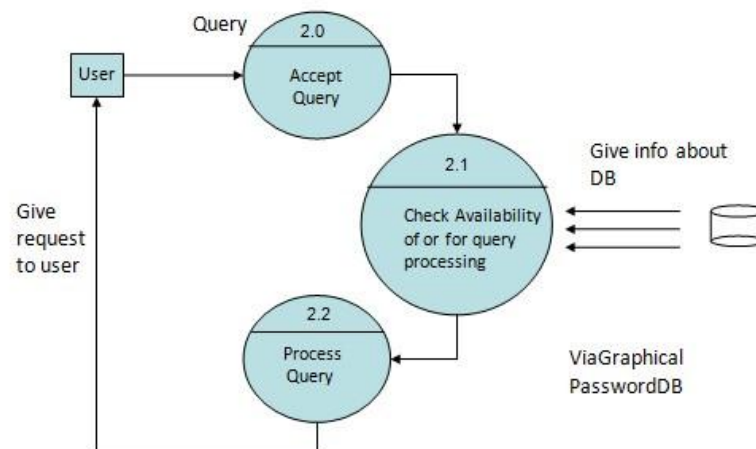 Query
2.0
Accept
Query
User
2.1
Check Availability
of or for query
processing
Give info about
DB
Give
request
to user
2.2
Process
Query
ViaGraphical
PasswordDB